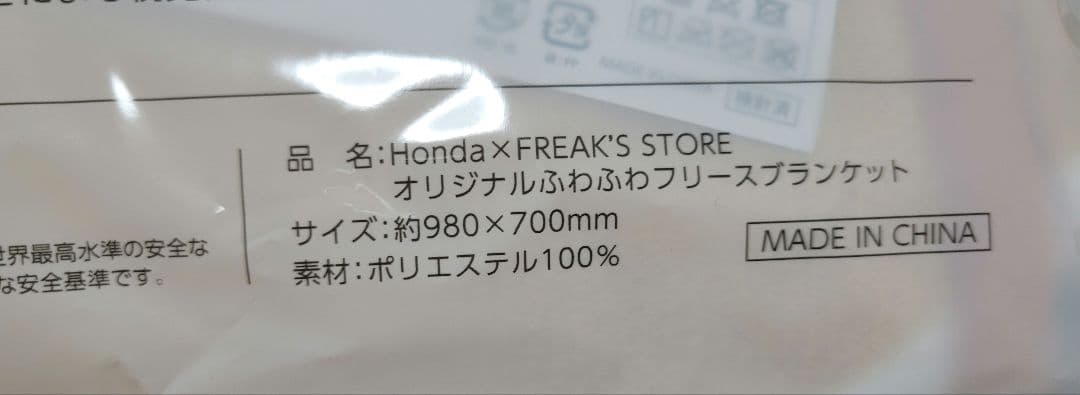 品　名：Honda×FREAK'S STORE
オリジナルふわふわフリースブランケット
サイズ：約980×700mm
素材：ポリエステル100%
MADE IN CHINA
世界最高水準の安全な
な安全基準です。